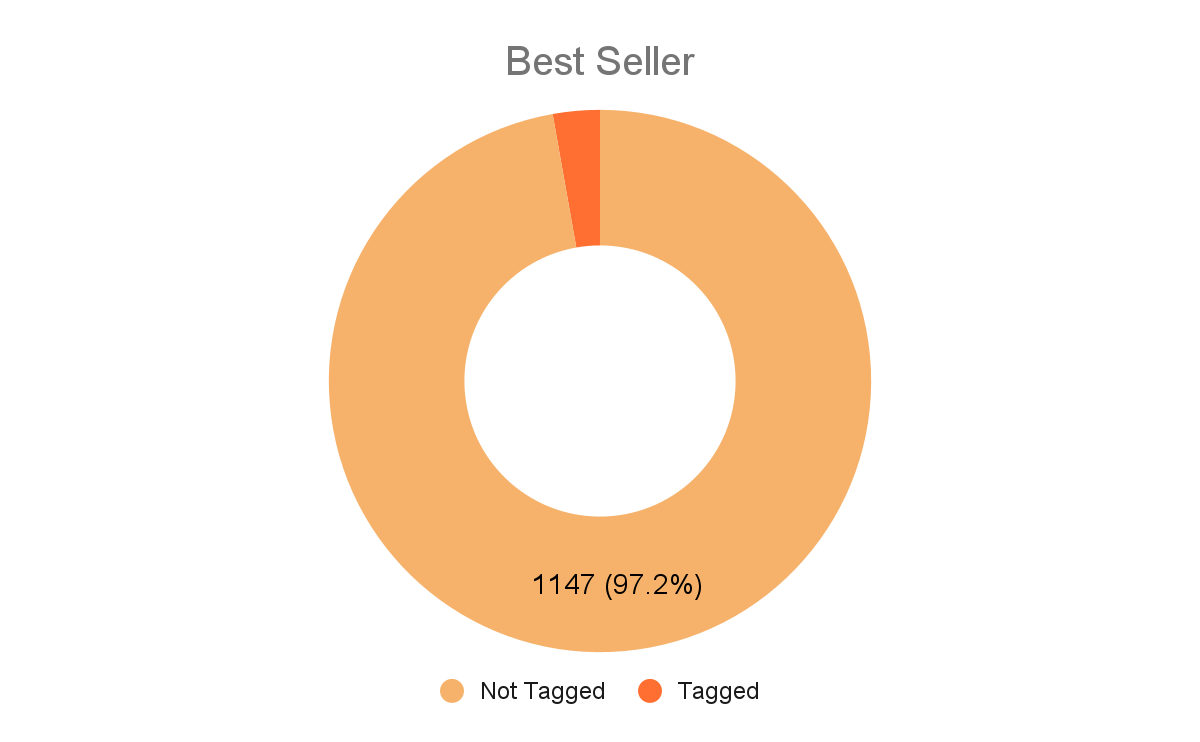 Best Seller
1147 (97.2%)
Not Tagged
Tagged